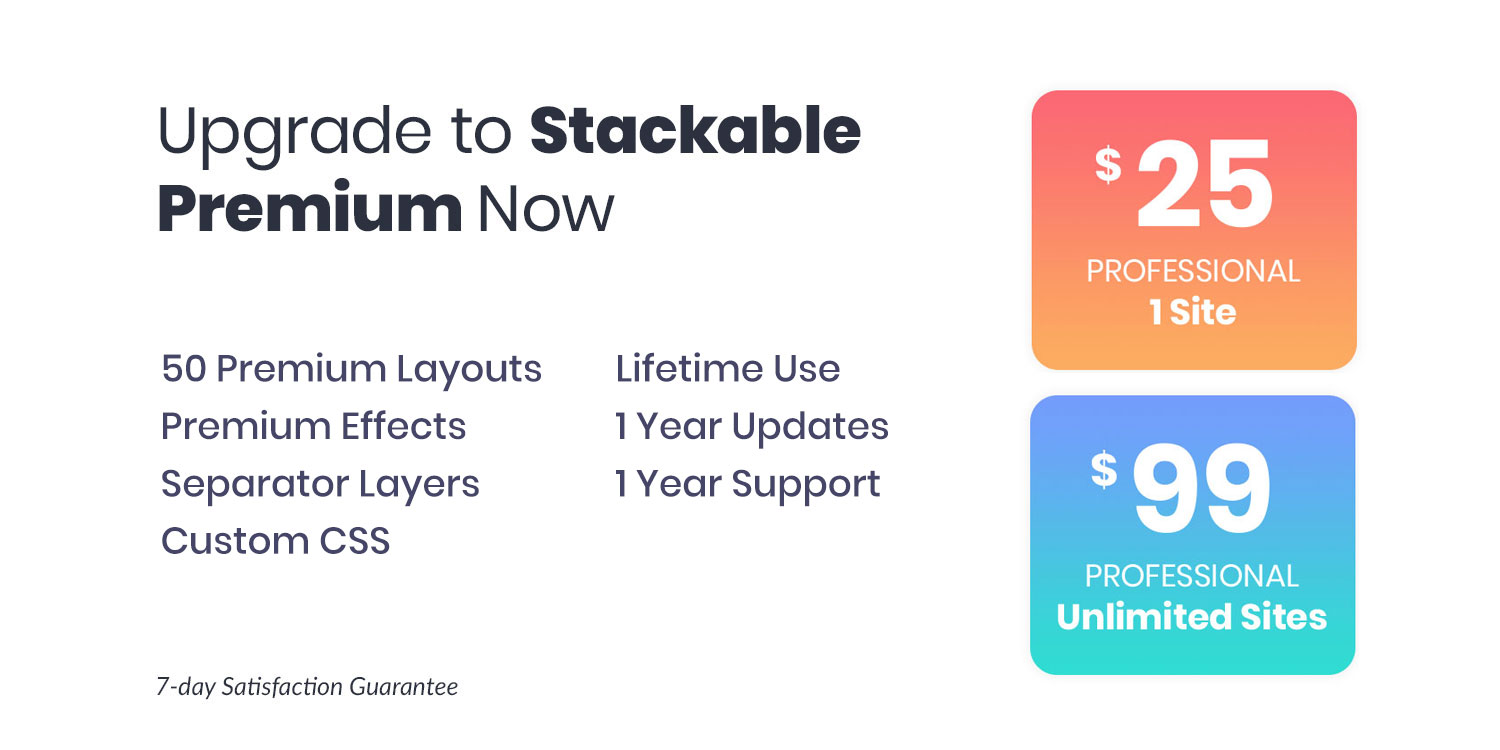 Upgrade to Stackable
Premium Now
50 Premium Layouts
Premium Effects
Separator Layers
Custom CSS
Lifetime Use
1 Year Updates
1 Year Support
7-day Satisfaction Guarantee
$ 25
PROFESSIONAL
1 Site
$ 99
PROFESSIONAL
Unlimited Sites